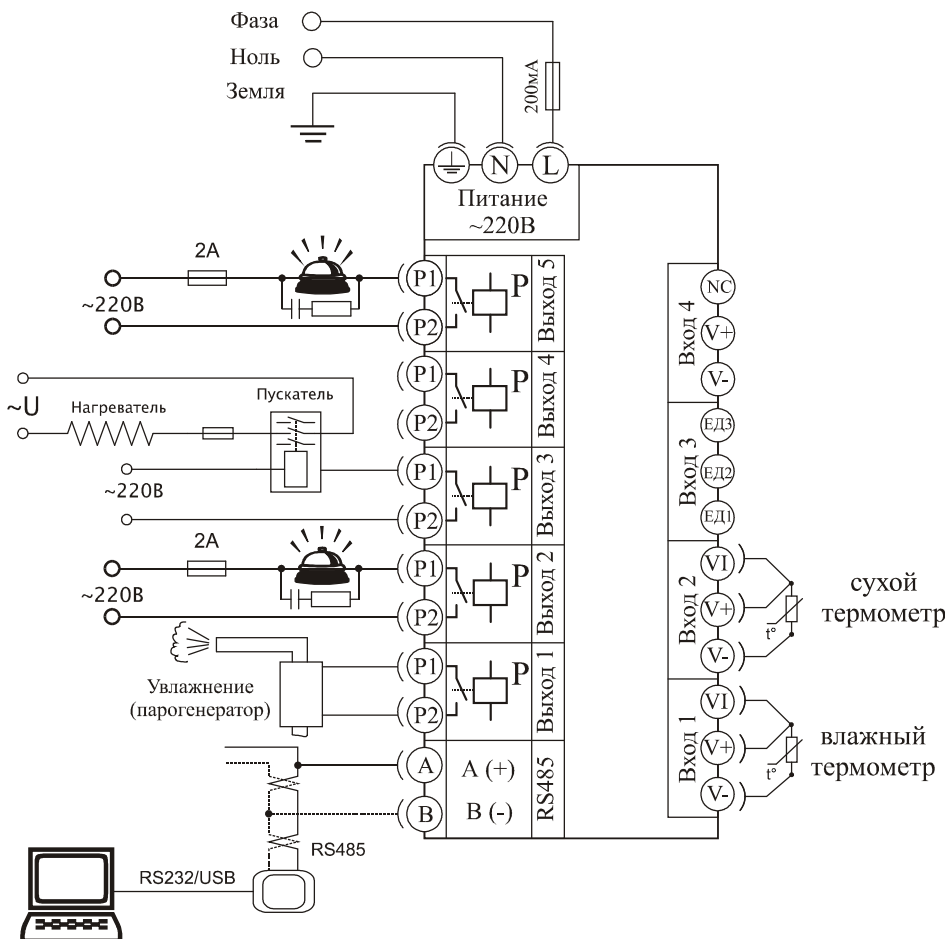 Фаза
Ноль
Земля
200мА
N
L
Питание
~220В
2А
~220В
P1
P2
Р
Выход 5
P1
P2
Р
Выход 4
~U
Нагреватель
Пускатель
~220В
P1
P2
Р
Выход 3
2А
~220В
P1
P2
Р
Выход 2
Увлажнение
(парогенератор)
P1
P2
Р
Выход 1
A
B
A (+)
B (-)
RS485
RS485
RS232/USB
Вход 4
NC
V+
V-
Вход 3
ЕД3
ЕД2
ЕД1
Вход 2
VI
V+
V-
t°
сухой
термометр
Вход 1
VI
V+
V-
t°
влажный
термометр